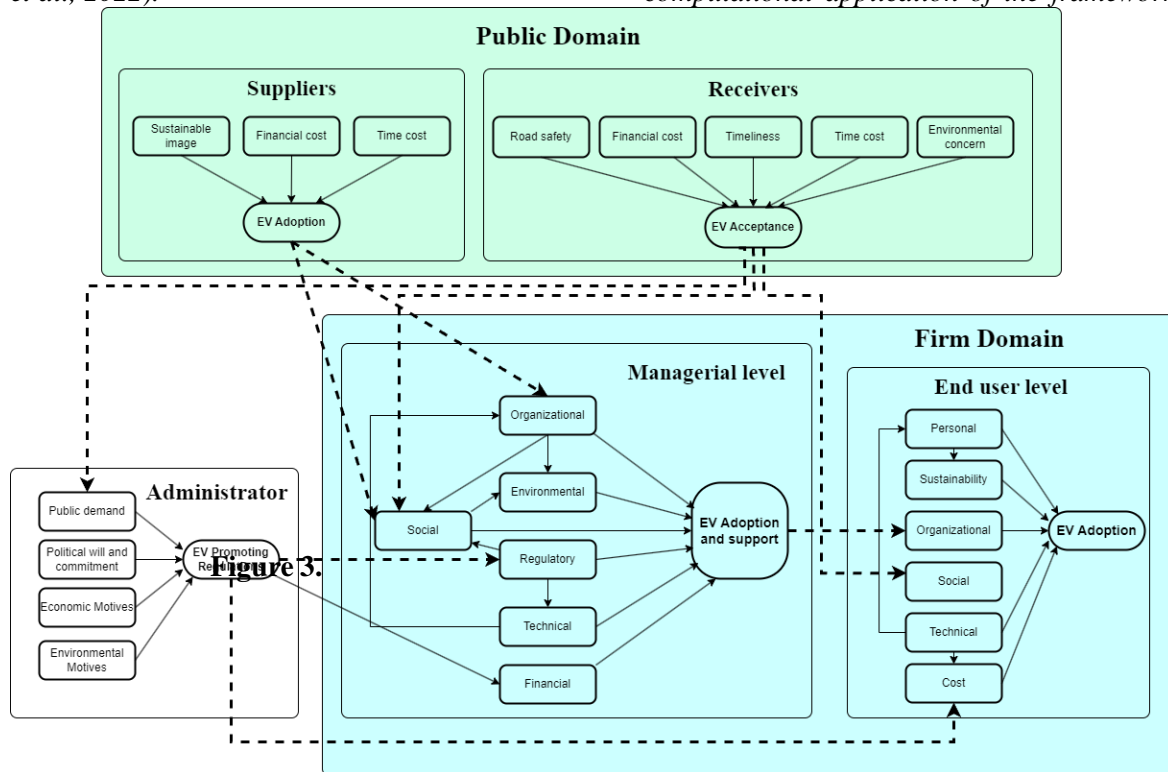 et al., 2022).
computational application of the framework
Public Domain
Suppliers
Receivers
Sustainable
image
Financial cost
Time cost
Road safety
Financial cost
Timeliness
Time cost
Environmental
concern
EV Adoption
EV Acceptance
Firm Domain
Managerial level
End user level
Organizational
Environmental
Social
Regulatory
Technical
Financial
EV Adoption
and support
Personal
Sustainability
Organizational
Social
Technical
Cost
EV Adoption
Administrator
Public demand
Political will and
commitment
Economic Motives
Environmental
Motives
EV Promoting
Regulations
Figure 3.